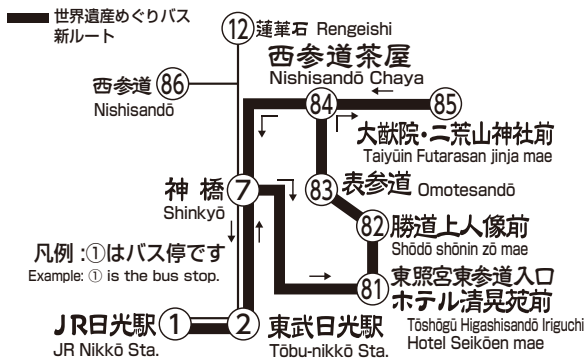 世界遺産めぐりバス
新ルート
⑫ 蓮華石 Rengeishi
西参道 86
Nishisandō
西参道茶屋
Nishisandō Chaya
84
85
大猷院・二荒山神社前
Taiyūin Futarasan jinja mae
神橋 ⑦
Shinkyō
83 表参道 Omotesandō
82 勝道上人像前
Shōdō shōnin zō mae
凡例 :①はバス停です
Example: ① is the bus stop.
81 東照宮東参道入口
ホテル清晃苑前
Tōshōgū Higashisandō Iriguchi
Hotel Seikōen mae
JR日光駅 ①
JR Nikkō Sta.
② 東武日光駅
Tōbu-nikkō Sta.